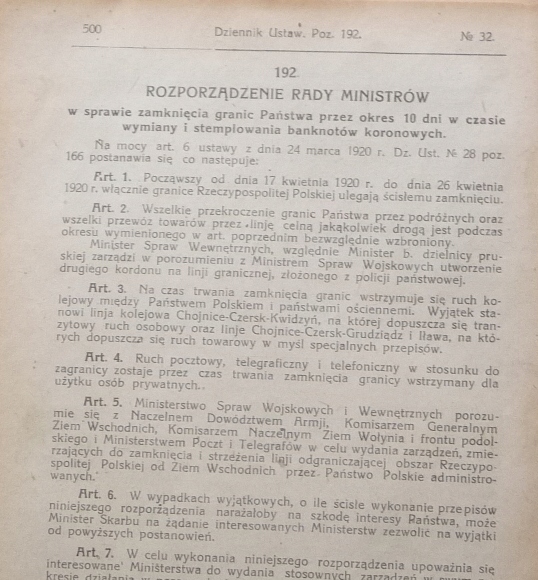 500 Dziennik Ustaw. Poz. 192. № 32.
192.
ROZPORZĄDZENIE RADY MINISTRÓW
w sprawie zamknięcia granic Państwa przez okres 10 dni w czasie
wymiany i stemplowania banknotów koronowych.
Na mocy art. 6 ustawy z dnia 24 marca 1920 r. Dz. Ust. № 28 poz.
166 postanawia się co następuje:
Art. 1. Począwszy od dnia 17 kwietnia 1920 r. do dnia 26 kwietnia
1920 r. włącznie granice Rzeczypospolitej Polskiej ulegają ścisłemu zamknięciu.
Art. 2. Wszelkie przekroczenie granic Państwa przez podróżnych oraz
wszelki przewóz towarów przez linję celną jakąkolwiek drogą jest podczas
okresu wymienionego w art. poprzednim bezwzględnie wzbroniony.
Minister Spraw Wewnętrznych, względnie Minister b. dzielnicy pru-
skiej zarządzi w porozumieniu z Ministrem Spraw Wojskowych utworzenie
drugiego kordonu na linji granicznej, złożonego z policji państwowej.
Art. 3. Na czas trwania zamknięcia granic wstrzymuje się ruch ko-
lejowy między Państwem Polskiem i państwami ościennemi. Wyjątek sta-
nowi linja kolejowa Chojnice-Czersk-Kwidzyń, na której dopuszcza się tran-
zytowy ruch osobowy oraz linje Chojnice-Czersk-Grudziądz i Iława, na któ-
rych dopuszcza się ruch towarowy w myśl specjalnych przepisów.
Art. 4. Ruch pocztowy, telegraficzny i telefoniczny w stosunku do
zagranicy zostaje przez czas trwania zamknięcia granicy wstrzymany dla
użytku osób prywatnych.
Art. 5. Ministerstwo Spraw Wojskowych i Wewnętrznych porozu-
mie się z Naczelnem Dowództwem Armji, Komisarzem Generalnym
Ziem Wschodnich, Komisarzem Naczelnym Ziem Wołynia i frontu podol-
skiego i Ministerstwem Poczt i Telegrafów w celu wydania zarządzeń, zmie-
rzających do zamknięcia i strzeżenia linji odgraniczającej obszar Rzeczypo-
spolitej Polskiej od Ziem Wschodnich przez Państwo Polskie administro-
wanych.
Art. 6. W wypadkach wyjątkowych, o ile ścisłe wykonanie przepisów
niniejszego rozporządzenia narażałoby na szkodę interesy Państwa, może
Minister Skarbu na żądanie interesowanych Ministerstw zezwolić na wyjątki
od powyższych postanowień.
Art. 7. W celu wykonania niniejszego rozporządzenia upoważnia się
interesowane Ministerstwa do wydania stosownych zarządzeń w
kresie działania